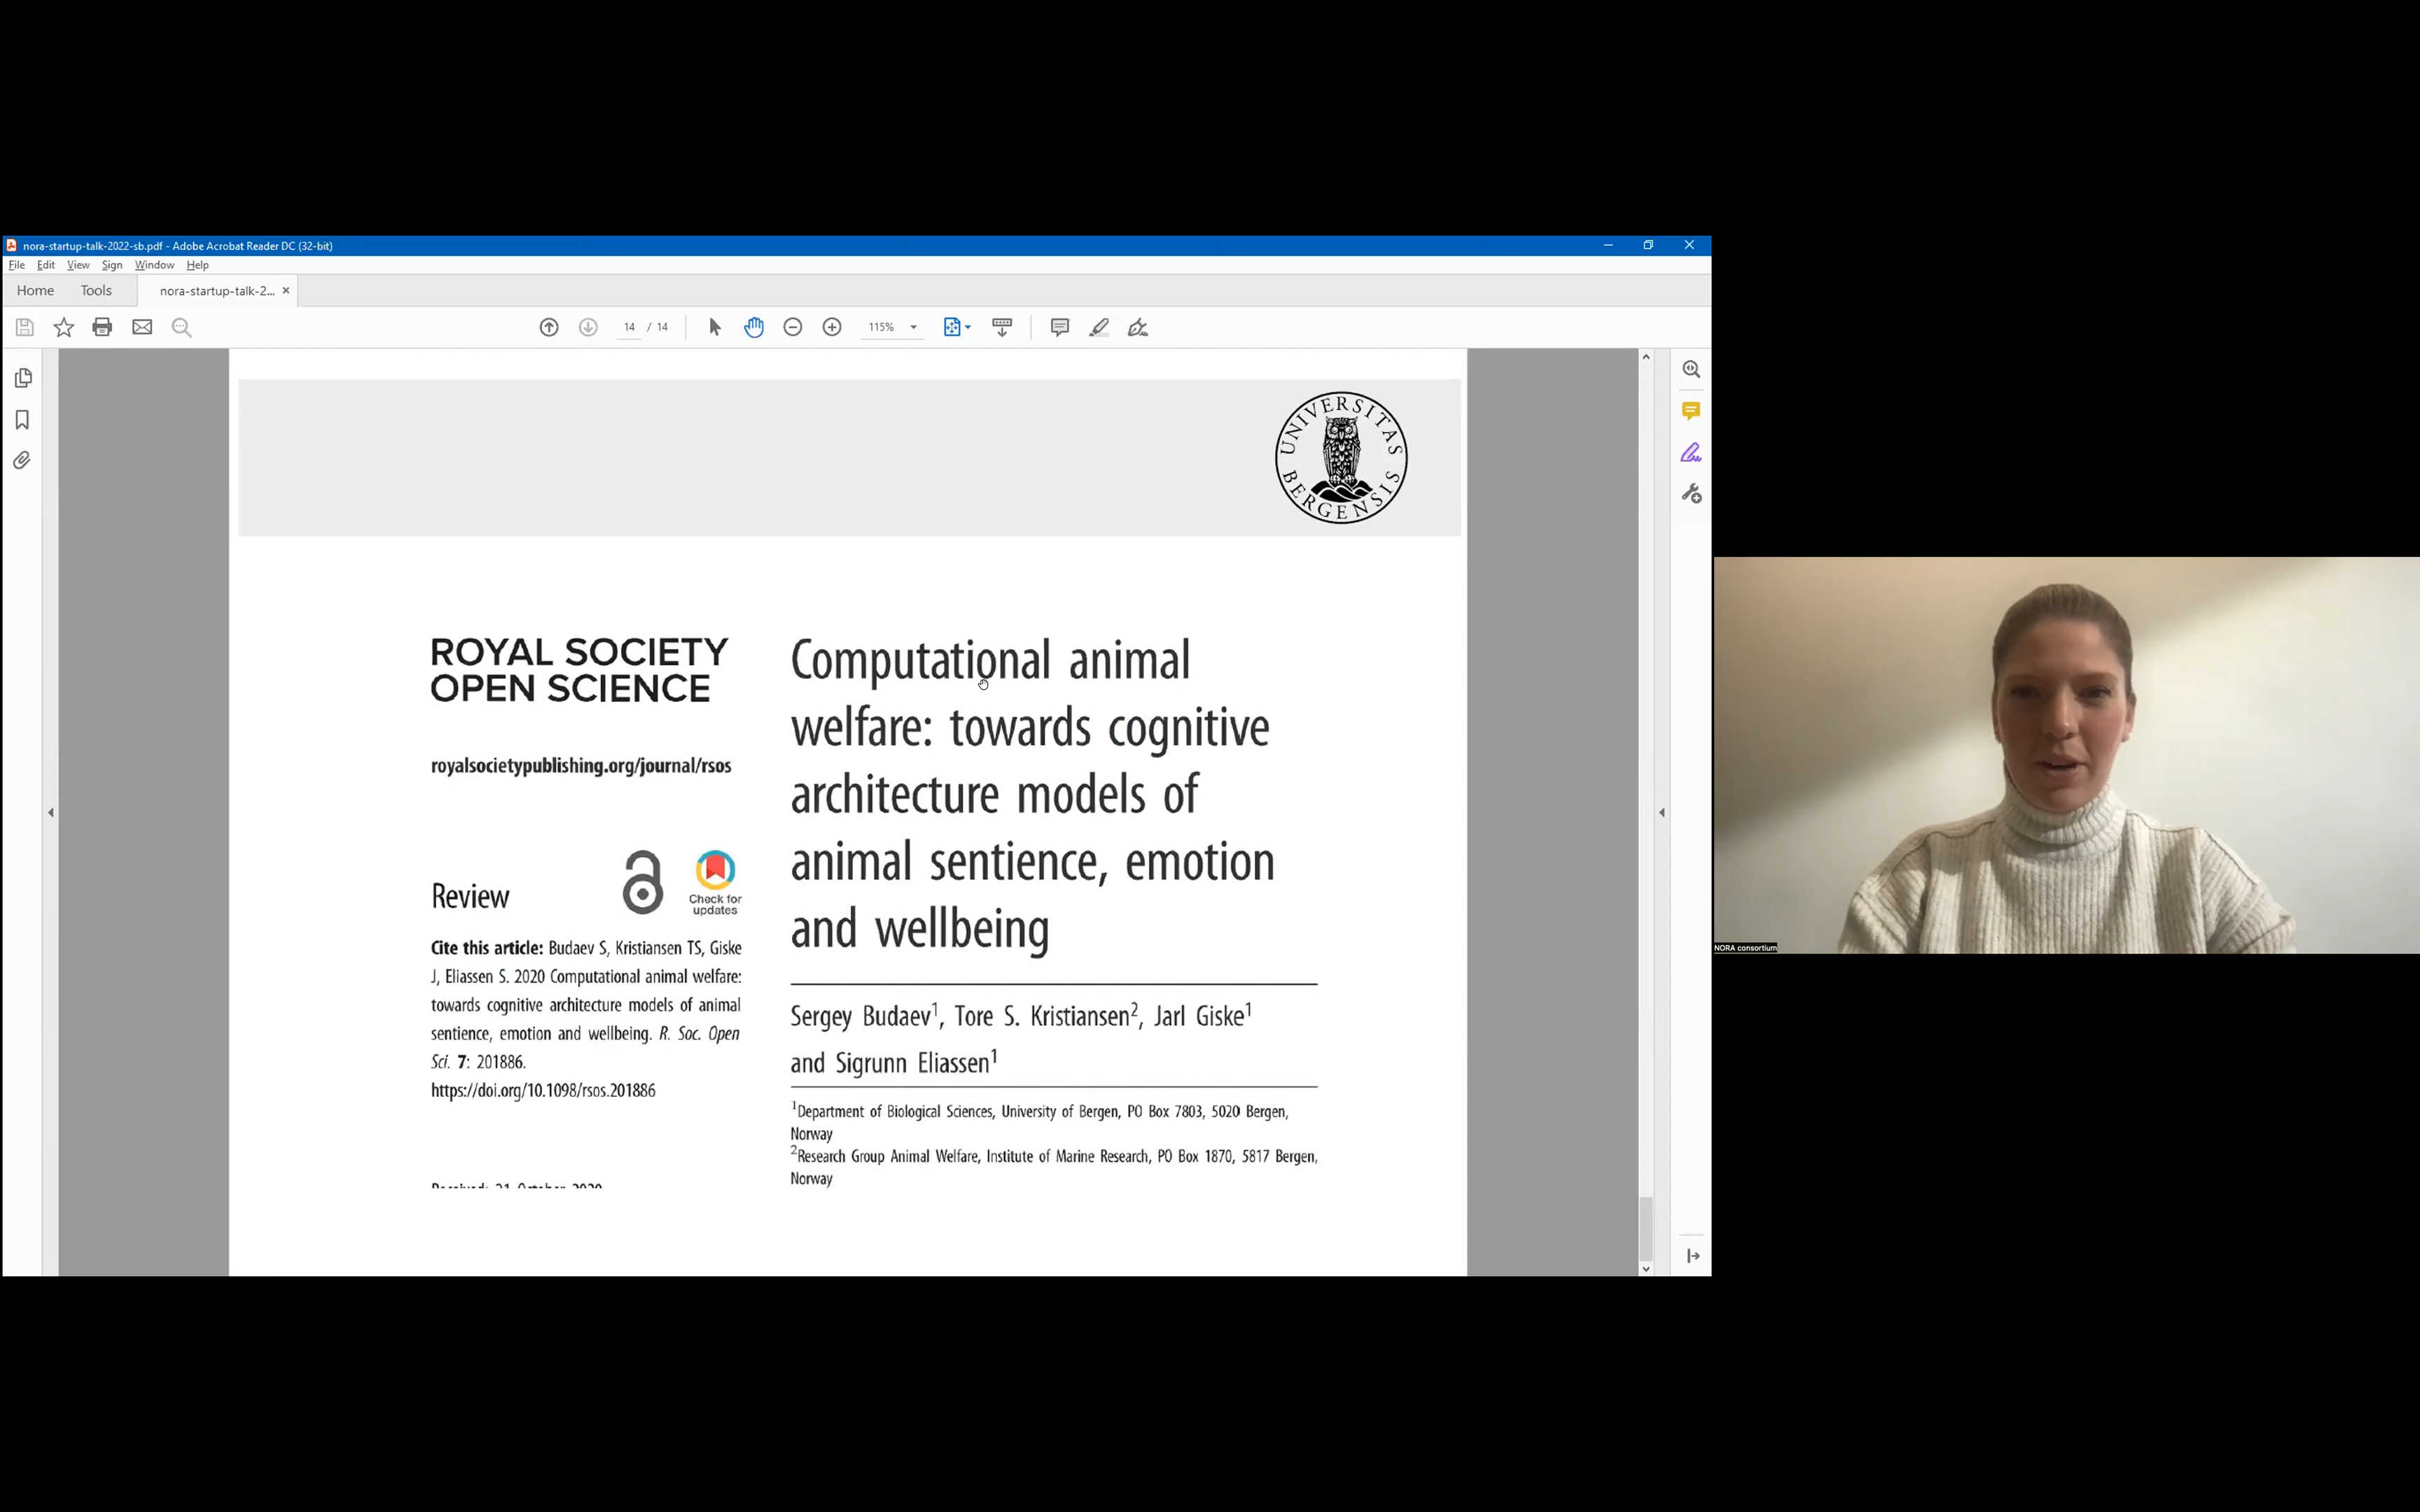 nora-startup-talk-2022-sb.pdf - Adobe Acrobat Reader DC (32-bit)
File Edit View Sign Window Help
Home Tools nora-startup-talk-2... ×
14 / 14 115%
UNIVERSITAS
BERGENSIS
ROYAL SOCIETY
OPEN SCIENCE
royalsocietypublishing.org/journal/rsos
Review
Check for
updates
Cite this article: Budaev S, Kristiansen TS, Giske
J, Eliassen S. 2020 Computational animal welfare:
towards cognitive architecture models of animal
sentience, emotion and wellbeing. R. Soc. Open
Sci. 7: 201886.
https://doi.org/10.1098/rsos.201886
Received: 21 October 2020
Computational animal
welfare: towards cognitive
architecture models of
animal sentience, emotion
and wellbeing
Sergey Budaev1, Tore S. Kristiansen2, Jarl Giske1
and Sigrunn Eliassen1
1Department of Biological Sciences, University of Bergen, PO Box 7803, 5020 Bergen,
Norway
2Research Group Animal Welfare, Institute of Marine Research, PO Box 1870, 5817 Bergen,
Norway
NORA consortium